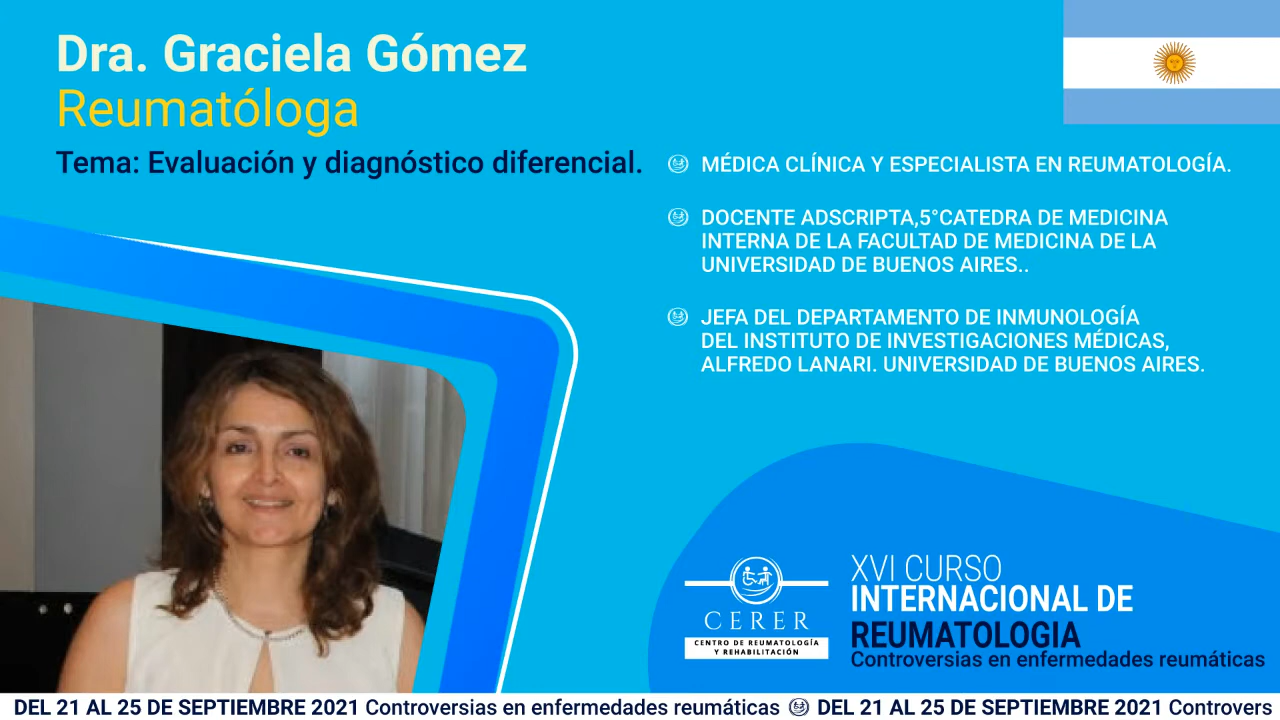 Dra. Graciela Gómez
Reumatóloga
Tema: Evaluación y diagnóstico diferencial.
MÉDICA CLÍNICA Y ESPECIALISTA EN REUMATOLOGÍA.
DOCENTE ADSCRIPTA,5°CATEDRA DE MEDICINA
INTERNA DE LA FACULTAD DE MEDICINA DE LA
UNIVERSIDAD DE BUENOS AIRES..
JEFA DEL DEPARTAMENTO DE INMUNOLOGÍA
DEL INSTITUTO DE INVESTIGACIONES MÉDICAS,
ALFREDO LANARI. UNIVERSIDAD DE BUENOS AIRES.
CERER
CENTRO DE REUMATOLOGÍA
Y REHABILITACIÓN
XVI CURSO
INTERNACIONAL DE
REUMATOLOGIA
Controversias en enfermedades reumáticas
DEL 21 AL 25 DE SEPTIEMBRE 2021 Controversias en enfermedades reumáticas DEL 21 AL 25 DE SEPTIEMBRE 2021 Controvers